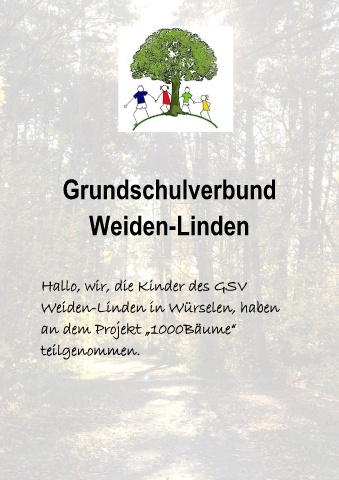 Grundschulverbund
Weiden-Linden
Hallo, wir, die Kinder des GSV
Weiden-Linden in Würselen, haben
an dem Projekt „1000Bäume“
teilgenommen.